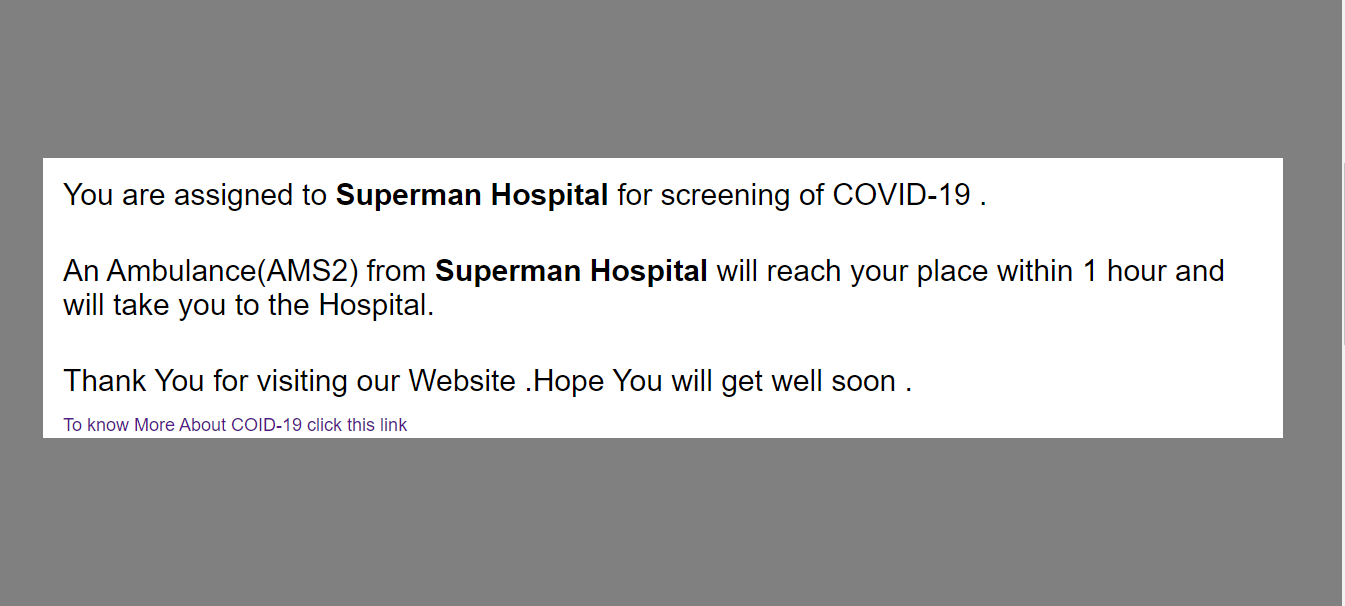 You are assigned to Superman Hospital for screening of COVID-19 .
An Ambulance(AMS2) from Superman Hospital will reach your place within 1 hour and
will take you to the Hospital.
Thank You for visiting our Website .Hope You will get well soon .
To know More About COID-19 click this link